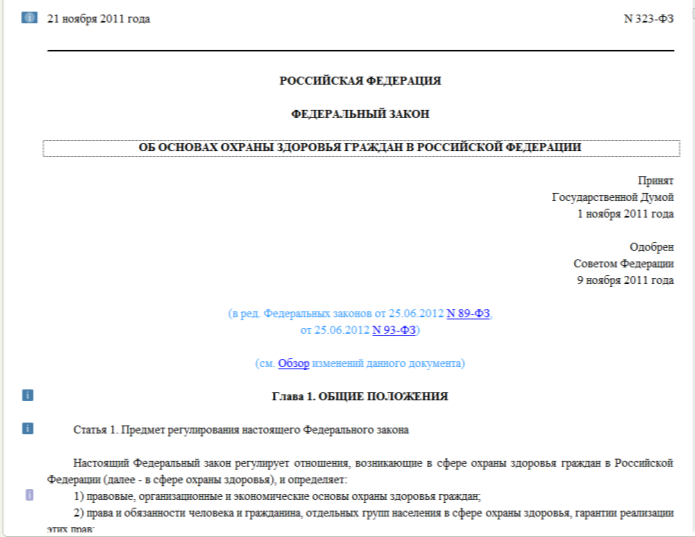 21 ноября 2011 года N 323-ФЗ
РОССИЙСКАЯ ФЕДЕРАЦИЯ
ФЕДЕРАЛЬНЫЙ ЗАКОН
ОБ ОСНОВАХ ОХРАНЫ ЗДОРОВЬЯ ГРАЖДАН В РОССИЙСКОЙ ФЕДЕРАЦИИ
Принят
Государственной Думой
1 ноября 2011 года
Одобрен
Советом Федерации
9 ноября 2011 года
(в ред. Федеральных законов от 25.06.2012 N 89-ФЗ,
от 25.06.2012 N 93-ФЗ)
(см. Обзор изменений данного документа)
Глава 1. ОБЩИЕ ПОЛОЖЕНИЯ
Статья 1. Предмет регулирования настоящего Федерального закона
Настоящий Федеральный закон регулирует отношения, возникающие в сфере охраны здоровья граждан в Российской
Федерации (далее - в сфере охраны здоровья), и определяет:
1) правовые, организационные и экономические основы охраны здоровья граждан;
2) права и обязанности человека и гражданина, отдельных групп населения в сфере охраны здоровья, гарантии реализации
этих прав;